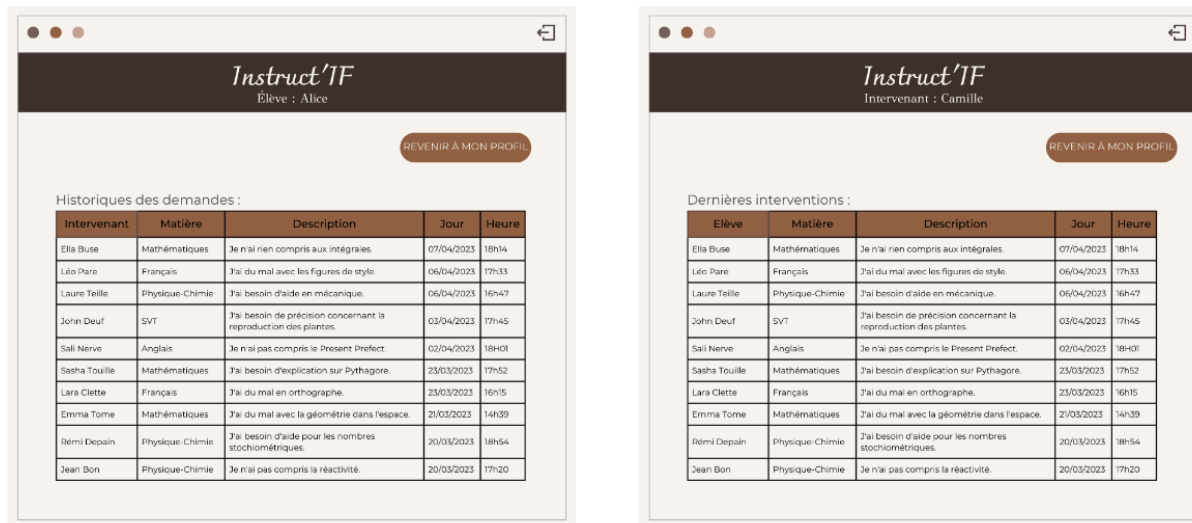 Instruct'IF
Élève : Alice
REVENIR À MON PROFIL
Historiques des demandes :
Intervenant Matière Description Jour Heure
Ella Buse Mathématiques Je n'ai rien compris aux intégrales. 07/04/2023 18h14
Léo Pare Français J'ai du mal avec les figures de style. 06/04/2023 17h33
Laure Teille Physique-Chimie J'ai besoin d'aide en mécanique. 06/04/2023 16h47
John Deuf SVT J'ai besoin de précision concernant la
reproduction des plantes. 03/04/2023 17h45
Sali Nerve Anglais Je n'ai pas compris le Present Prefect. 02/04/2023 18H01
Sasha Touille Mathématiques J'ai besoin d'explication sur Pythagore. 23/03/2023 17h52
Lara Clette Français J'ai du mal en orthographe. 23/03/2023 16h15
Emma Tome Mathématiques J'ai du mal avec la géométrie dans l'espace. 21/03/2023 14h39
Rémi Depain Physique-Chimie J'ai besoin d'aide pour les nombres
stochiométriques. 20/03/2023 18h54
Jean Bon Physique-Chimie Je n'ai pas compris la réactivité. 20/03/2023 17h20
Instruct'IF
Intervenant : Camille
REVENIR À MON PROFIL
Dernières interventions :
Elève Matière Description Jour Heure
Ella Buse Mathématiques Je n'ai rien compris aux intégrales. 07/04/2023 18h14
Léo Pare Français J'ai du mal avec les figures de style. 06/04/2023 17h33
Laure Teille Physique-Chimie J'ai besoin d'aide en mécanique. 06/04/2023 16h47
John Deuf SVT J'ai besoin de précision concernant la
reproduction des plantes. 03/04/2023 17h45
Sali Nerve Anglais Je n'ai pas compris le Present Prefect. 02/04/2023 18H01
Sasha Touille Mathématiques J'ai besoin d'explication sur Pythagore. 23/03/2023 17h52
Lara Clette Français J'ai du mal en orthographe. 23/03/2023 16h15
Emma Tome Mathématiques J'ai du mal avec la géométrie dans l'espace. 21/03/2023 14h39
Rémi Depain Physique-Chimie J'ai besoin d'aide pour les nombres
stochiométriques. 20/03/2023 18h54
Jean Bon Physique-Chimie Je n'ai pas compris la réactivité. 20/03/2023 17h20